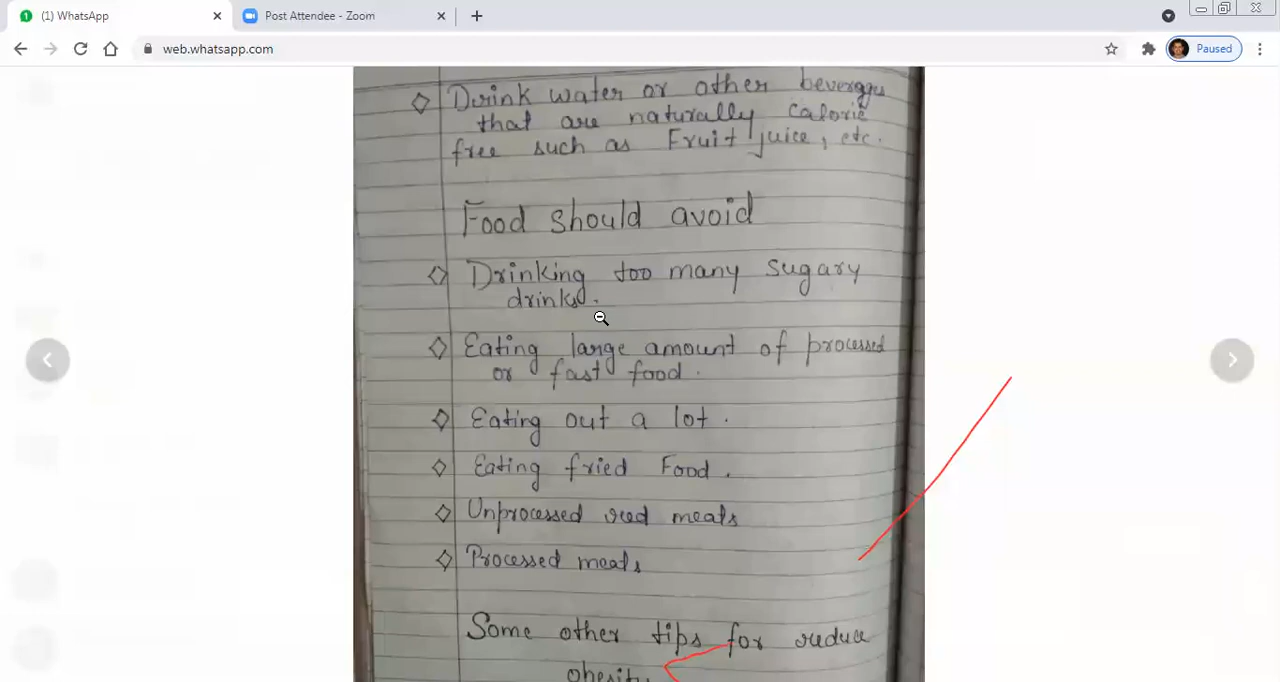 (1) WhatsApp
Post Attendee - Zoom
web.whatsapp.com
Paused
Drink water or other beverggu
that are naturally caloric
free such as Fruit juice, etc.
Food should avoid
Drinking too many sugary
drinks.
Eating large amount of processed
or fast food.
Eating out a lot.
Eating fried Food.
Unprocessed red meats
Processed meats
Some other tips for reduce
obesity